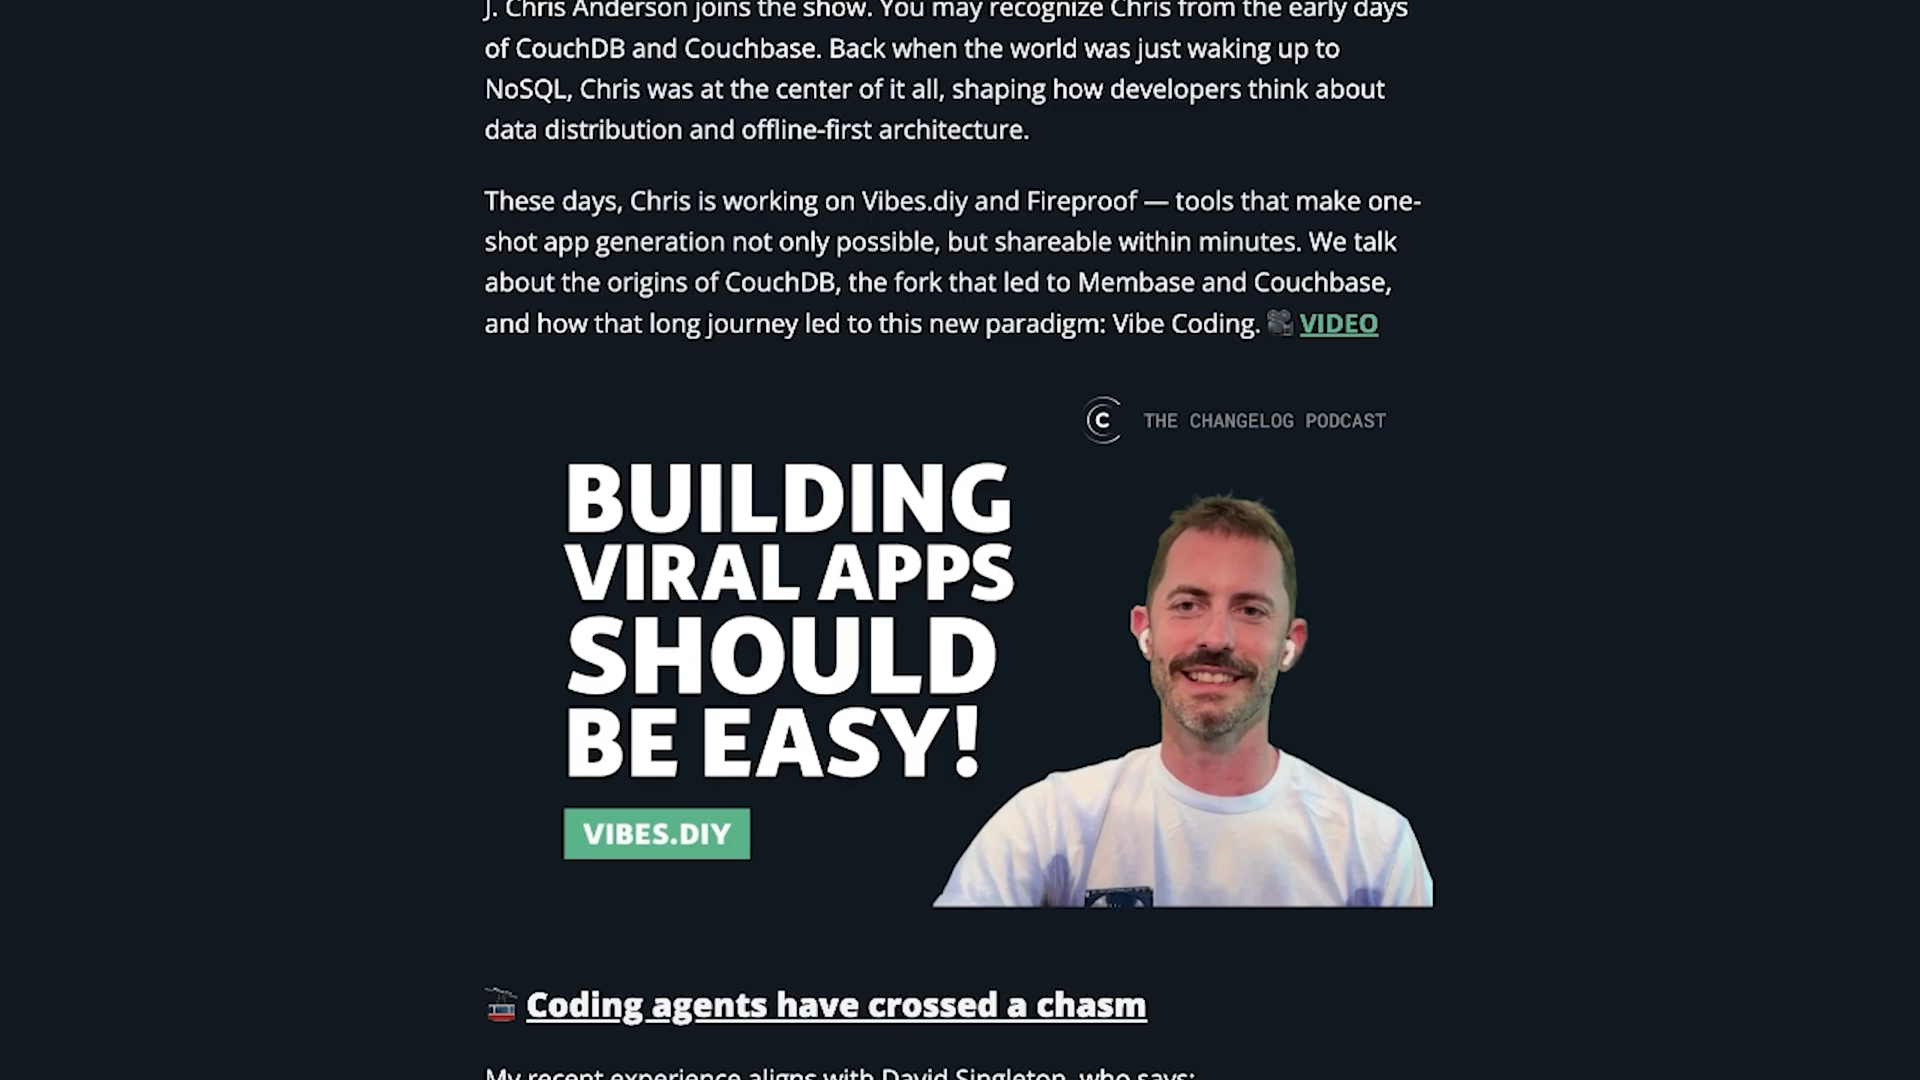 J. Chris Anderson joins the show. You may recognize Chris from the early days
of CouchDB and Couchbase. Back when the world was just waking up to
NoSQL, Chris was at the center of it all, shaping how developers think about
data distribution and offline-first architecture.
These days, Chris is working on Vibes.diy and Fireproof — tools that make one-
shot app generation not only possible, but shareable within minutes. We talk
about the origins of CouchDB, the fork that led to Membase and Couchbase,
and how that long journey led to this new paradigm: Vibe Coding. 🎥 VIDEO
C THE CHANGELOG PODCAST
BUILDING
VIRAL APPS
SHOULD
BE EASY!
VIBES.DIY
🚡 Coding agents have crossed a chasm
My recent experience aligns with David Singleton, who says: